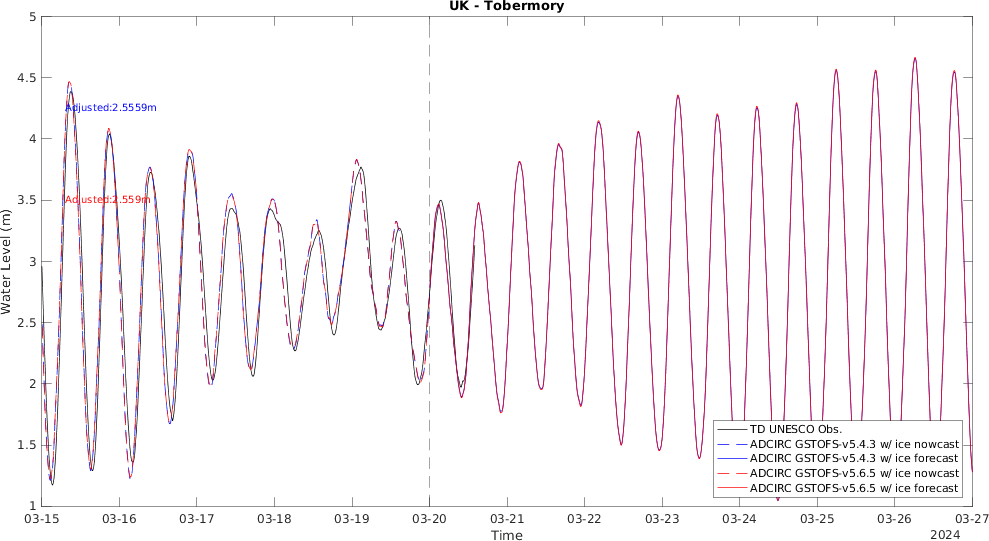 UK - Tobermory
5
4.5
4
3.5
3
2.5
2
1.5
1
Water Level (m)
Adjusted:2.5559m
Adjusted:2.559m
TD UNESCO Obs.
ADCIRC GSTOFS-v5.4.3 w/ ice nowcast
ADCIRC GSTOFS-v5.4.3 w/ ice forecast
ADCIRC GSTOFS-v5.6.5 w/ ice nowcast
ADCIRC GSTOFS-v5.6.5 w/ ice forecast
03-15 03-16 03-17 03-18 03-19 03-20 03-21 03-22 03-23 03-24 03-25 03-26 03-27
Time
2024